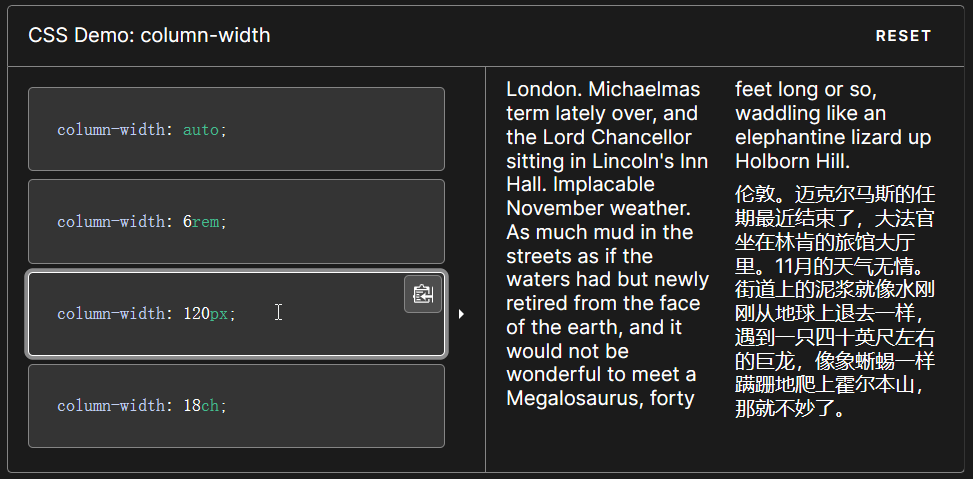 CSS Demo: column-width
RESET
column-width: auto;
column-width: 6rem;
column-width: 120px;
column-width: 18ch;
London. Michaelmas
term lately over, and
the Lord Chancellor
sitting in Lincoln's Inn
Hall. Implacable
November weather.
As much mud in the
streets as if the
waters had but newly
retired from the face
of the earth, and it
would not be
wonderful to meet a
Megalosaurus, forty
feet long or so,
waddling like an
elephantine lizard up
Holborn Hill.
伦敦。迈克尔马斯的任
期最近结束了，大法官
坐在林肯的旅馆大厅
里。11月的天气无情。
街道上的泥浆就像水刚
刚从地球上退去一样，
遇到一只四十英尺左右
的巨龙，像象蜥蜴一样
蹒跚地爬上霍尔本山，
那就不妙了。